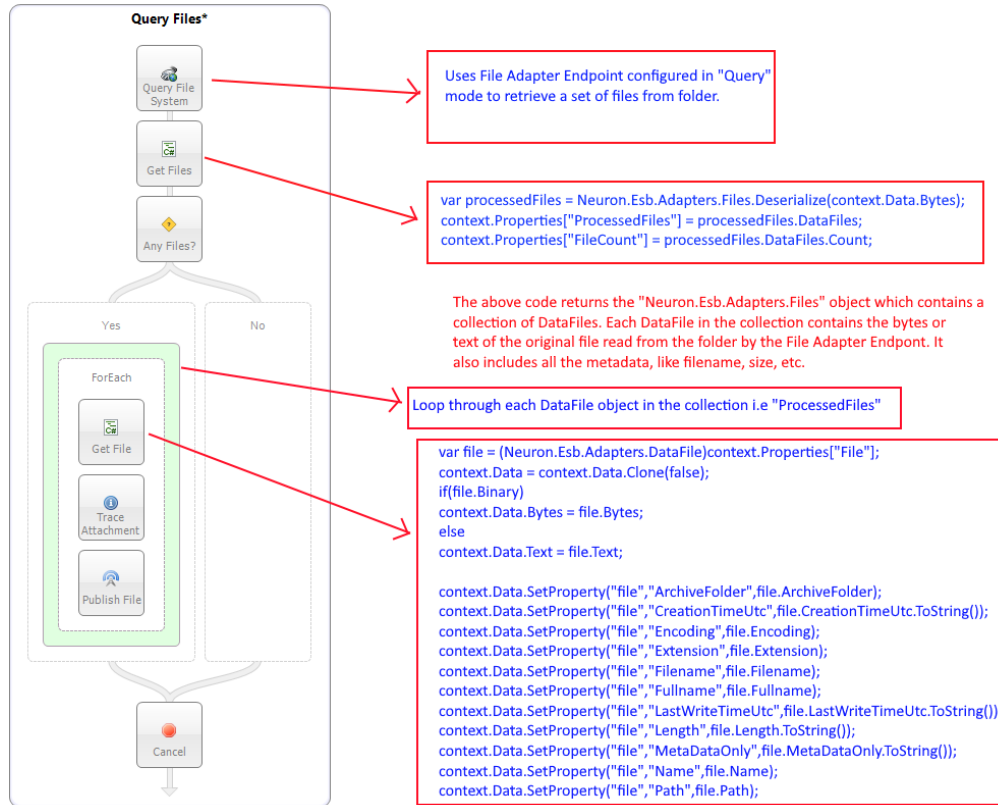 Query Files*
Query File
System
Get Files
Any Files?
Yes
No
ForEach
Get File
Trace
Attachment
Publish File
Cancel
Uses File Adapter Endpoint configured in "Query"
mode to retrieve a set of files from folder.
var processedFiles = Neuron.Esb.Adapters.Files.Deserialize(context.Data.Bytes);
context.Properties["ProcessedFiles"] = processedFiles.DataFiles;
context.Properties["FileCount"] = processedFiles.DataFiles.Count;
The above code returns the "Neuron.Esb.Adapters.Files" object which contains a
collection of DataFiles. Each DataFile in the collection contains the bytes or
text of the original file read from the folder by the File Adapter Endpont. It
also includes all the metadata, like filename, size, etc.
Loop through each DataFile object in the collection i.e "ProcessedFiles"
var file = (Neuron.Esb.Adapters.DataFile)context.Properties["File"];
context.Data = context.Data.Clone(false);
if(file.Binary)
context.Data.Bytes = file.Bytes;
else
context.Data.Text = file.Text;
context.Data.SetProperty("file","ArchiveFolder",file.ArchiveFolder);
context.Data.SetProperty("file","CreationTimeUtc",file.CreationTimeUtc.ToString());
context.Data.SetProperty("file","Encoding",file.Encoding);
context.Data.SetProperty("file","Extension",file.Extension);
context.Data.SetProperty("file","Filename",file.Filename);
context.Data.SetProperty("file","Fullname",file.Fullname);
context.Data.SetProperty("file","LastWriteTimeUtc",file.LastWriteTimeUtc.ToString())
context.Data.SetProperty("file","Length",file.Length.ToString());
context.Data.SetProperty("file","MetaDataOnly",file.MetaDataOnly.ToString());
context.Data.SetProperty("file","Name",file.Name);
context.Data.SetProperty("file","Path",file.Path);